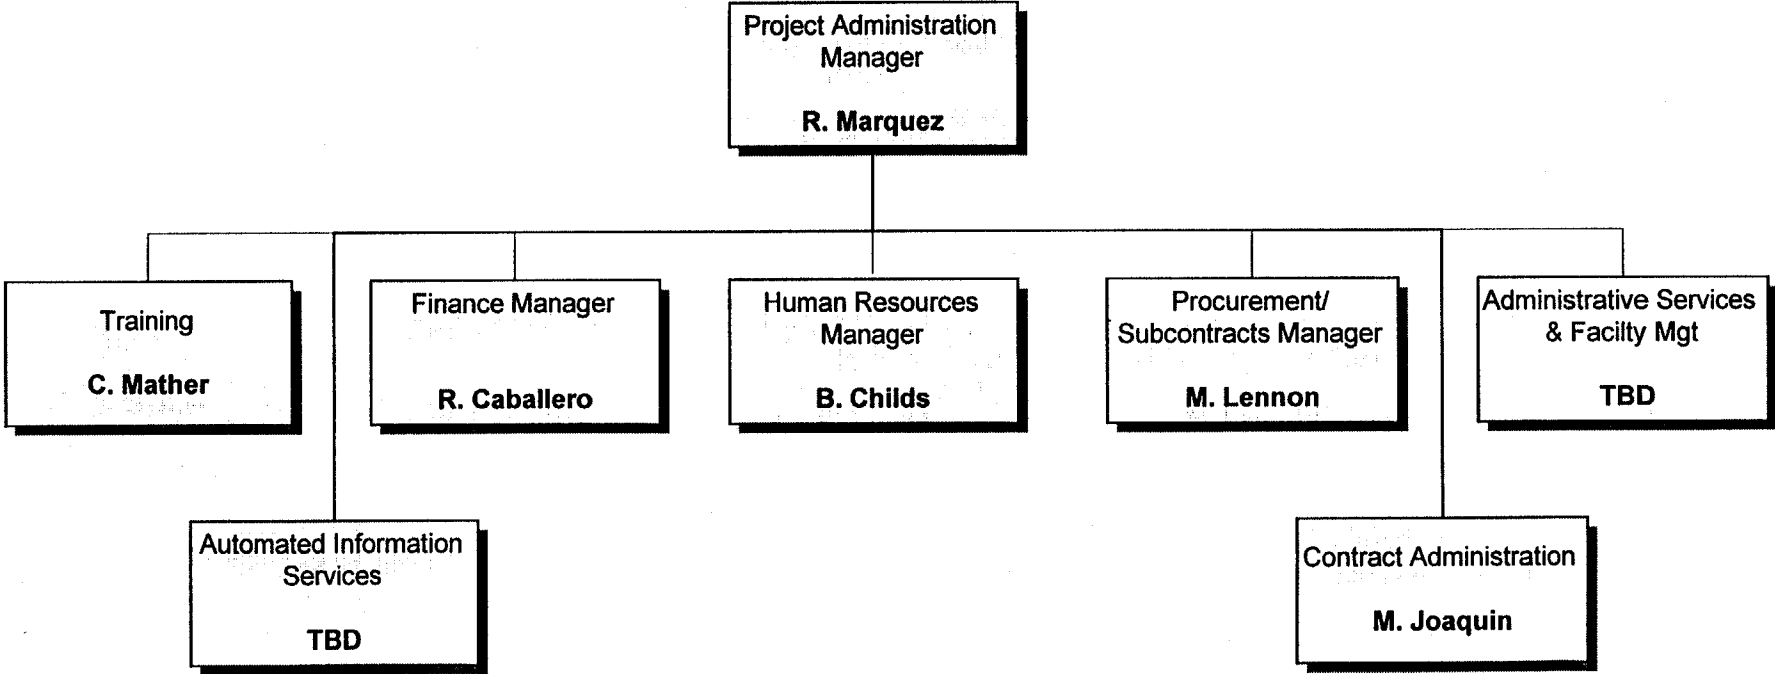 Project Administration
Manager
R. Marquez
Training
C. Mather
Finance Manager
R. Caballero
Human Resources
Manager
B. Childs
Procurement/
Subcontracts Manager
M. Lennon
Administrative Services
& Facilty Mgt
TBD
Automated Information
Services
TBD
Contract Administration
M. Joaquin